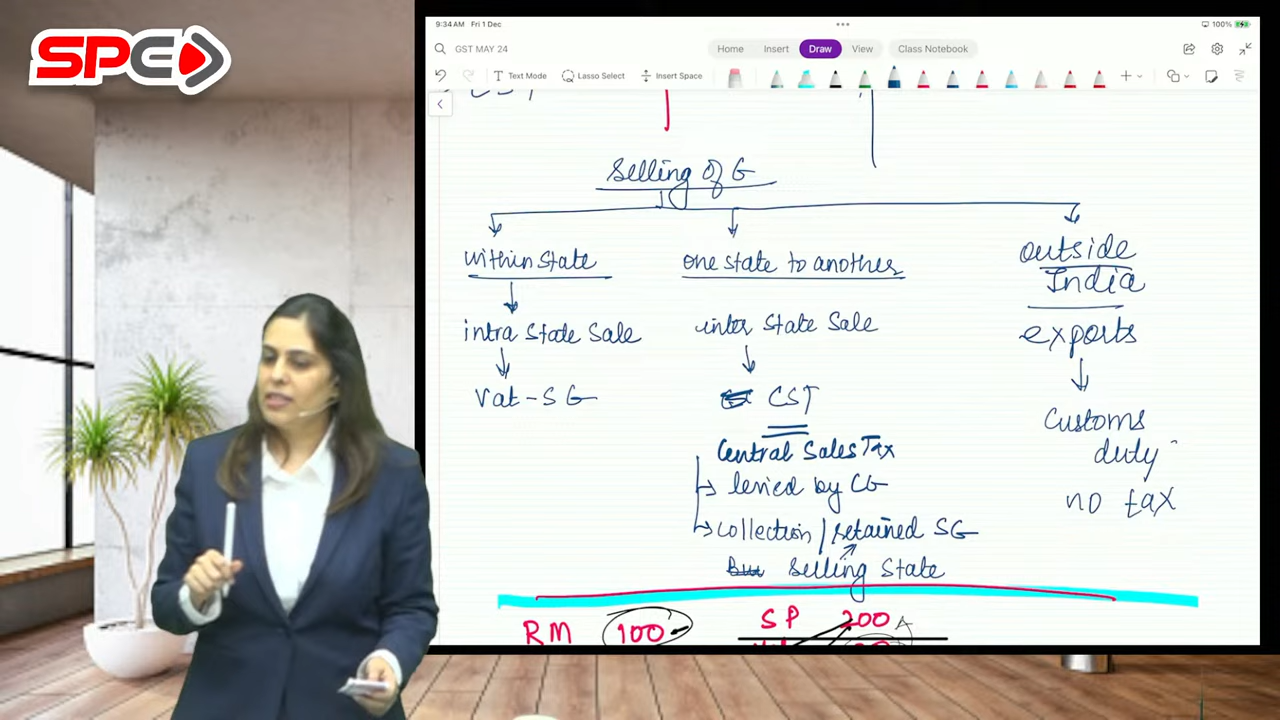 SPED
9:34 AM Fri 1 Dec
100%
GST MAY 24
Home Insert Draw View Class Notebook
Text Mode Lasso Select Insert Space
CST
Selling of G
within State one state to another outside India
intra State Sale inter State Sale exports
Vat - SG CST Customs duty
Central Sales Tax no tax
levied by CG
collection / retained SG
selling State
RM 100 SP 200